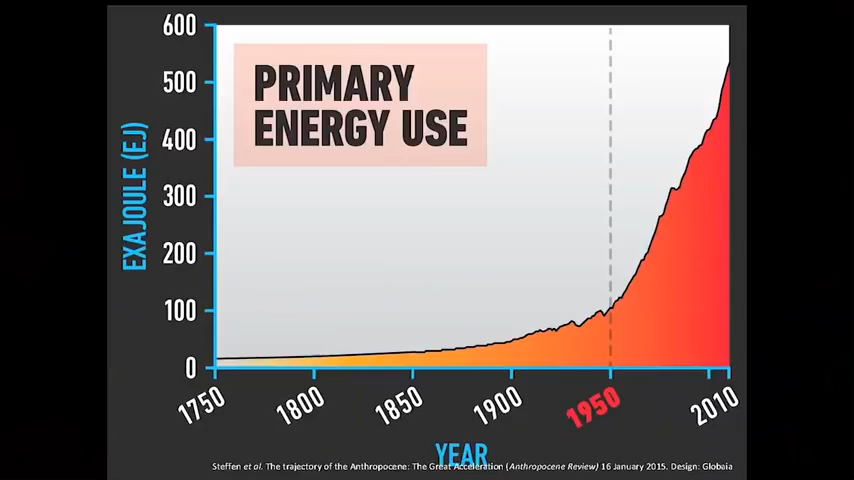 600
500
400
300
200
100
0
EXAJOULE (EJ)
PRIMARY
ENERGY USE
1750
1800
1850
1900
1950
2010
YEAR
Steffen et al. The trajectory of the Anthropocene: The Great Acceleration (Anthropocene Review) 16 January 2015. Design: Globaia